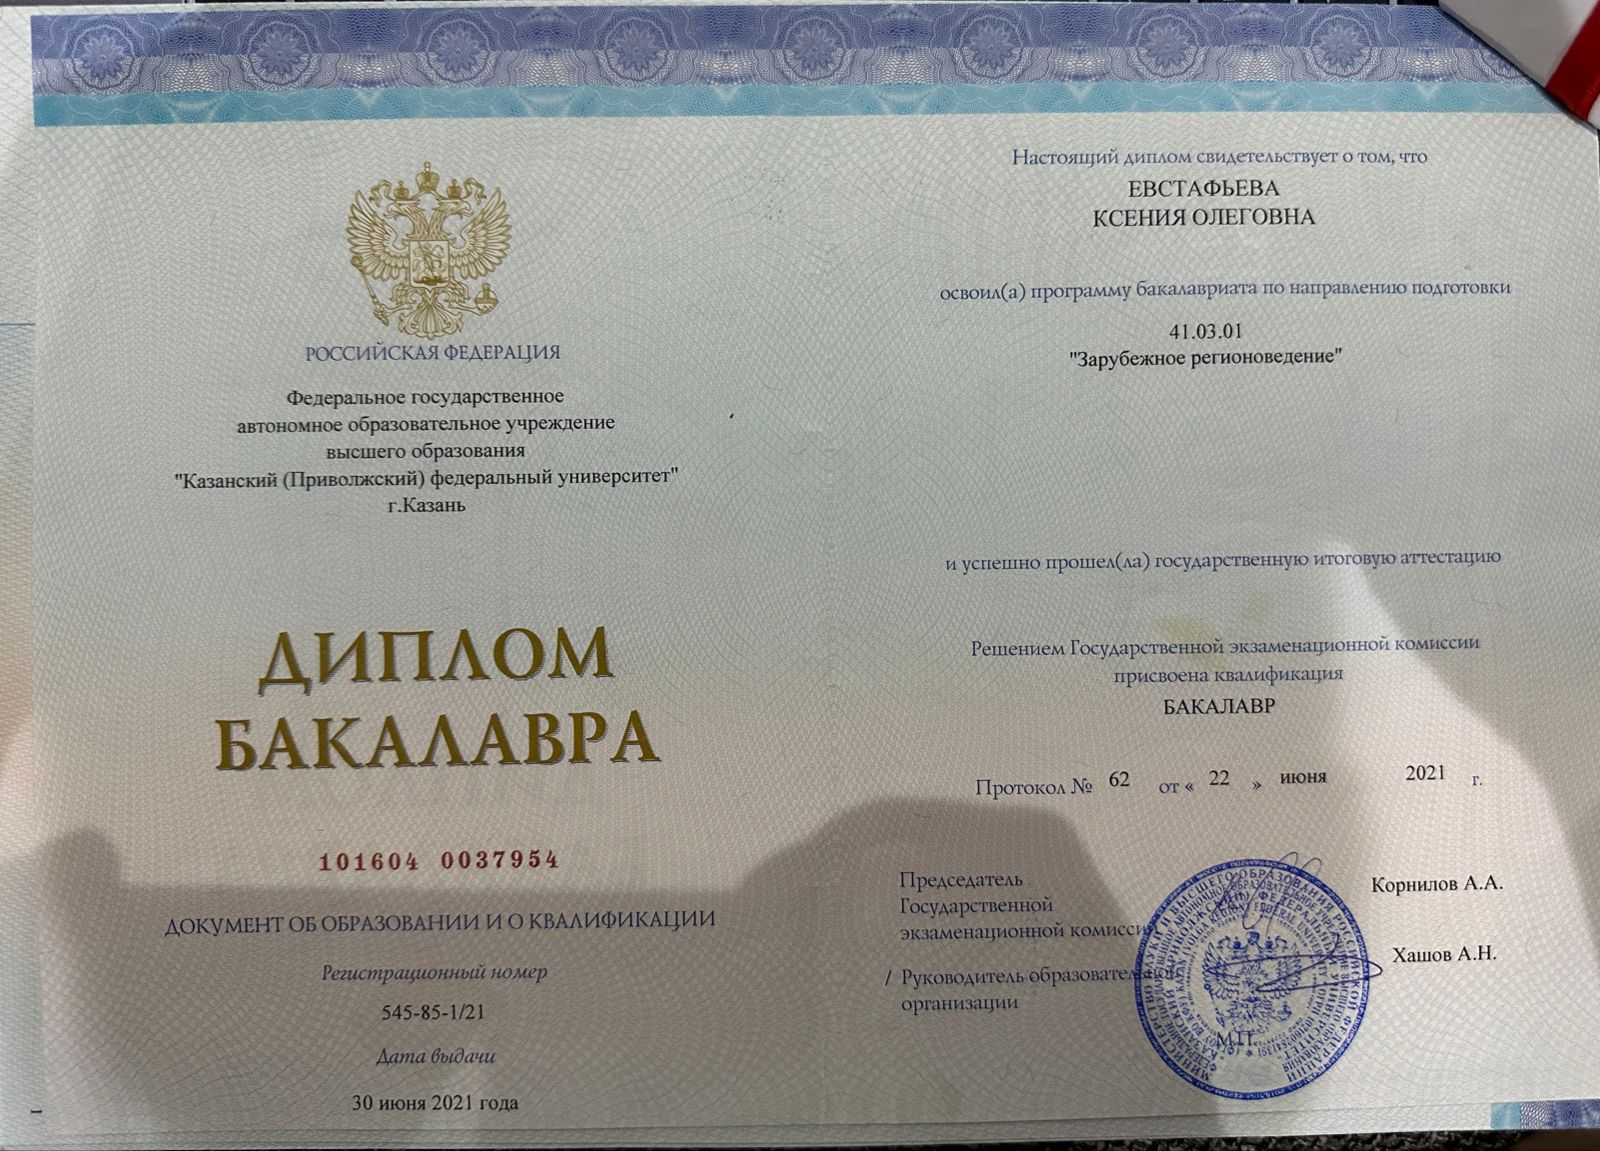 РОССИЙСКАЯ ФЕДЕРАЦИЯ
Федеральное государственное
автономное образовательное учреждение
высшего образования
"Казанский (Приволжский) федеральный университет"
г.Казань
ДИПЛОМ
БАКАЛАВРА
101604 0037954
ДОКУМЕНТ ОБ ОБРАЗОВАНИИ И О КВАЛИФИКАЦИИ
Регистрационный номер
545-85-1/21
Дата выдачи
30 июня 2021 года
Настоящий диплом свидетельствует о том, что
ЕВСТАФЬЕВА
КСЕНИЯ ОЛЕГОВНА
освоил(а) программу бакалавриата по направлению подготовки
41.03.01
"Зарубежное регионоведение"
и успешно прошел(ла) государственную итоговую аттестацию
Решением Государственной экзаменационной комиссии
присвоена квалификация
БАКАЛАВР
Протокол № 62 от « 22 » июня 2021 г.
Председатель
Государственной
экзаменационной комиссии
Корнилов А.А.
/ Руководитель образовательной
организации
Хашов А.Н.
М.П.